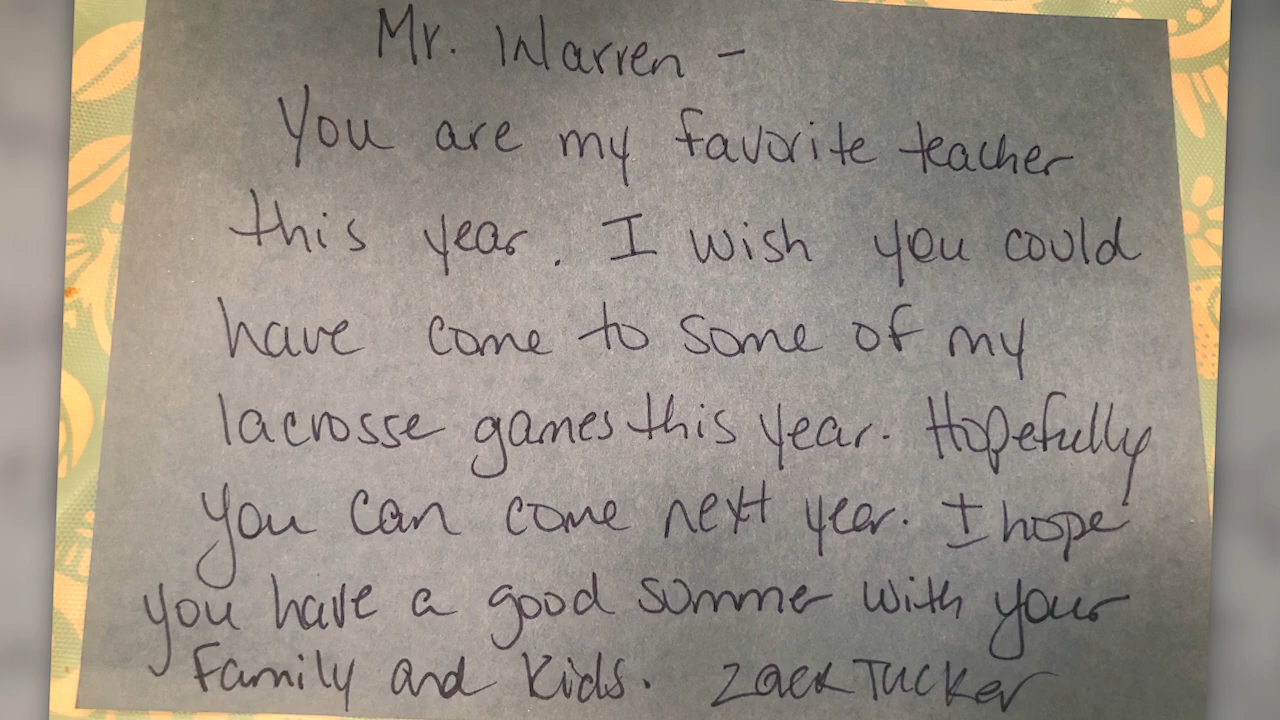 Mr. Warren –
You are my favorite teacher
this year. I wish you could
have come to some of my
lacrosse games this year. Hopefully
you can come next year. I hope
you have a good summer with your
family and kids. Zack Tucker